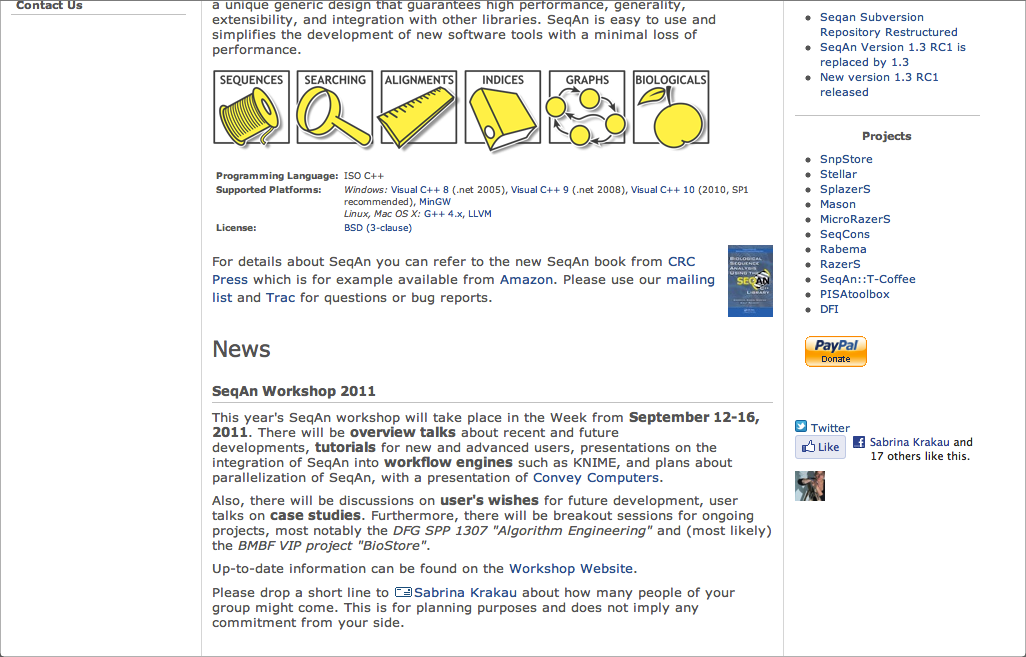 Contact Us
a unique generic design that guarantees high performance, generality,
extensibility, and integration with other libraries. SeqAn is easy to use and
simplifies the development of new software tools with a minimal loss of
performance.
SEQUENCES SEARCHING ALIGNMENTS INDICES GRAPHS BIOLOGICALS
Programming Language: ISO C++
Supported Platforms: Windows: Visual C++ 8 (.net 2005), Visual C++ 9 (.net 2008), Visual C++ 10 (2010, SP1
recommended), MinGW
Linux, Mac OS X: G++ 4.x, LLVM
License: BSD (3-clause)
For details about SeqAn you can refer to the new SeqAn book from CRC
Press which is for example available from Amazon. Please use our mailing
list and Trac for questions or bug reports.
BIOLOGICAL
SEQUENCE
ANALYSIS
USING THE
SEQAN
LIBRARY
News
SeqAn Workshop 2011
This year's SeqAn workshop will take place in the Week from September 12-16,
2011. There will be overview talks about recent and future
developments, tutorials for new and advanced users, presentations on the
integration of SeqAn into workflow engines such as KNIME, and plans about
parallelization of SeqAn, with a presentation of Convey Computers.
Also, there will be discussions on user's wishes for future development, user
talks on case studies. Furthermore, there will be breakout sessions for ongoing
projects, most notably the DFG SPP 1307 "Algorithm Engineering" and (most likely)
the BMBF VIP project "BioStore".
Up-to-date information can be found on the Workshop Website.
Please drop a short line to Sabrina Krakau about how many people of your
group might come. This is for planning purposes and does not imply any
commitment from your side.
Seqan Subversion
Repository Restructured
SeqAn Version 1.3 RC1 is
replaced by 1.3
New version 1.3 RC1
released
Projects
SnpStore
Stellar
SplazerS
Mason
MicroRazerS
SeqCons
Rabema
RazerS
SeqAn::T-Coffee
PISAtoolbox
DFI
PayPal
Donate
Twitter
Like
Sabrina Krakau and
17 others like this.